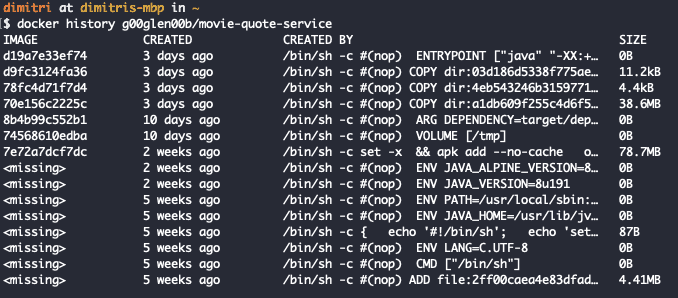 dimitri at dimitris-mbp in ~
[$ docker history g00glen00b/movie-quote-service
IMAGE CREATED CREATED BY SIZE
d19a7e33ef74 3 days ago /bin/sh -c #(nop) ENTRYPOINT ["java" "-XX:+… 0B
d9fc3124fa36 3 days ago /bin/sh -c #(nop) COPY dir:03d186d5338f775ae… 11.2kB
78fc4d71f7d4 3 days ago /bin/sh -c #(nop) COPY dir:4eb543246b3159771… 4.4kB
70e156c2225c 3 days ago /bin/sh -c #(nop) COPY dir:a1db609f255c4d6f5… 38.6MB
8b4b99c552b1 10 days ago /bin/sh -c #(nop) ARG DEPENDENCY=target/dep… 0B
74568610edba 10 days ago /bin/sh -c #(nop) VOLUME [/tmp] 0B
7e72a7dcf7dc 2 weeks ago /bin/sh -c set -x && apk add --no-cache o… 78.7MB
<missing> 2 weeks ago /bin/sh -c #(nop) ENV JAVA_ALPINE_VERSION=8… 0B
<missing> 2 weeks ago /bin/sh -c #(nop) ENV JAVA_VERSION=8u191 0B
<missing> 5 weeks ago /bin/sh -c #(nop) ENV PATH=/usr/local/sbin:… 0B
<missing> 5 weeks ago /bin/sh -c #(nop) ENV JAVA_HOME=/usr/lib/jv… 0B
<missing> 5 weeks ago /bin/sh -c { echo '#!/bin/sh'; echo 'set… 87B
<missing> 5 weeks ago /bin/sh -c #(nop) ENV LANG=C.UTF-8 0B
<missing> 5 weeks ago /bin/sh -c #(nop) CMD ["/bin/sh"] 0B
<missing> 5 weeks ago /bin/sh -c #(nop) ADD file:2ff00caea4e83dfad… 4.41MB